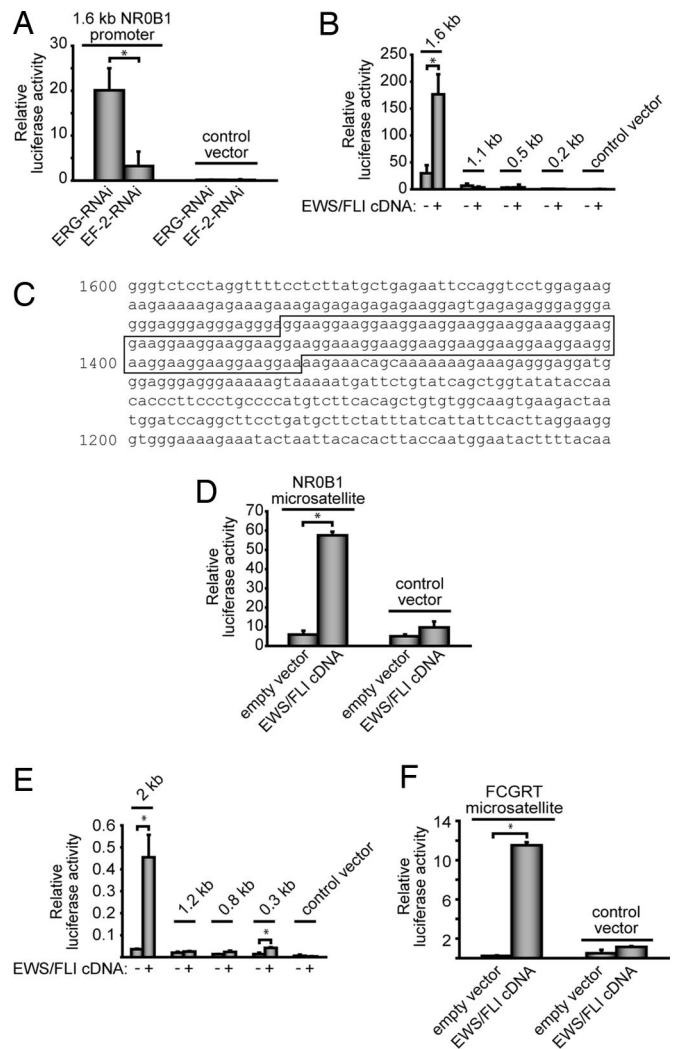 A
1.6 kb NR0B1
promoter
*
Relative
luciferase activity
30
20
10
0
control
vector
ERG-RNAi
EF-2-RNAi
ERG-RNAi
EF-2-RNAi
B
Relative
luciferase activity
250
200
150
100
50
0
1.6 kb
*
1.1 kb
0.5 kb
0.2 kb
control vector
EWS/FLI cDNA: - + - + - + - + - +
C
1600 gggtctcctaggttttcctcttatgctgagaattccaggtcctggagaag
aagaaaaagagaaagaaagagagagagagaaggagtgagagagggaggga
gggagggagggagggaggaaggaaggaaggaaggaaggaaggaaaggaag
gaaggaaggaaggaaggaaggaaggaaggaaggaaggaaggaaggaaagg
1400 aaggaaggaaggaaggaaaagaaacagcaaaaaaagaaagagggaggatg
ggagggagggaaaaagtaaaaatgattctgtatcagctggtatataccaa
cacccttccctgccccatgtcttcacagctgtgtggcaagtgaagactaa
tggatccaggcttcctgatgcttctatttatcattattcacttaggaagg
1200 gtgggaaaagaaatactaattacacacttaccaatggaatacttttacaa
D
NR0B1
microsatellite
*
Relative
luciferase activity
70
60
50
40
30
20
10
0
control
vector
empty vector
EWS/FLI cDNA
empty vector
EWS/FLI cDNA
E
Relative
luciferase activity
0.6
0.5
0.4
0.3
0.2
0.1
2 kb
*
1.2 kb
0.8 kb
0.3 kb
*
control vector
EWS/FLI cDNA: - + - + - + - + - +
F
FCGRT
microsatellite
*
Relative
luciferase activity
14
10
6
2
control
vector
empty vector
EWS/FLI cDNA
empty vector
EWS/FLI cDNA